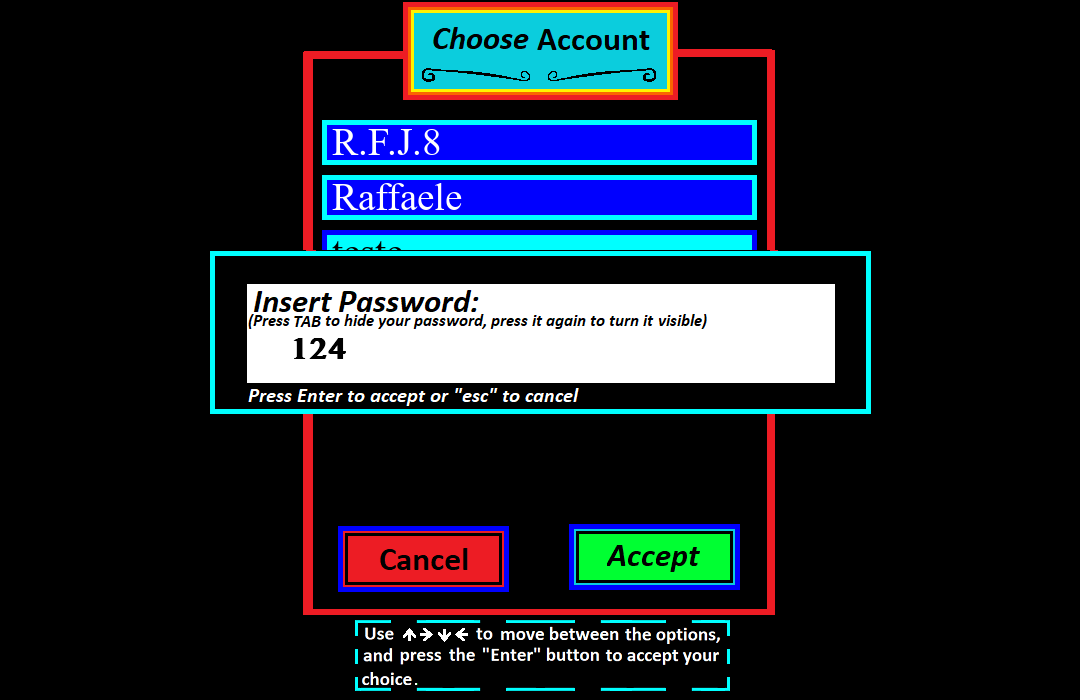 Choose Account
R.F.J.8
Raffaele
Insert Password:
(Press TAB to hide your password, press it again to turn it visible)
124
Press Enter to accept or "esc" to cancel
Cancel
Accept
Use ↑→↓← to move between the options,
and press the "Enter" button to accept your
choice.